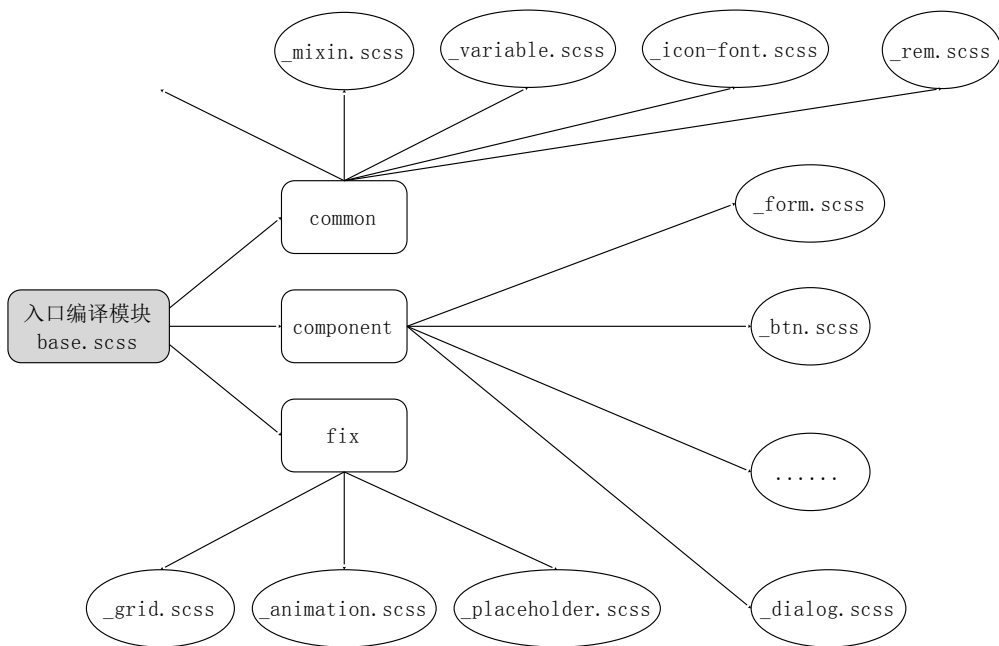 _mixin.scss
_variable.scss
_icon-font.scss
_rem.scss
common
_form.scss
入口编译模块
base.scss
component
_btn.scss
fix
......
_grid.scss
_animation.scss
_placeholder.scss
_dialog.scss